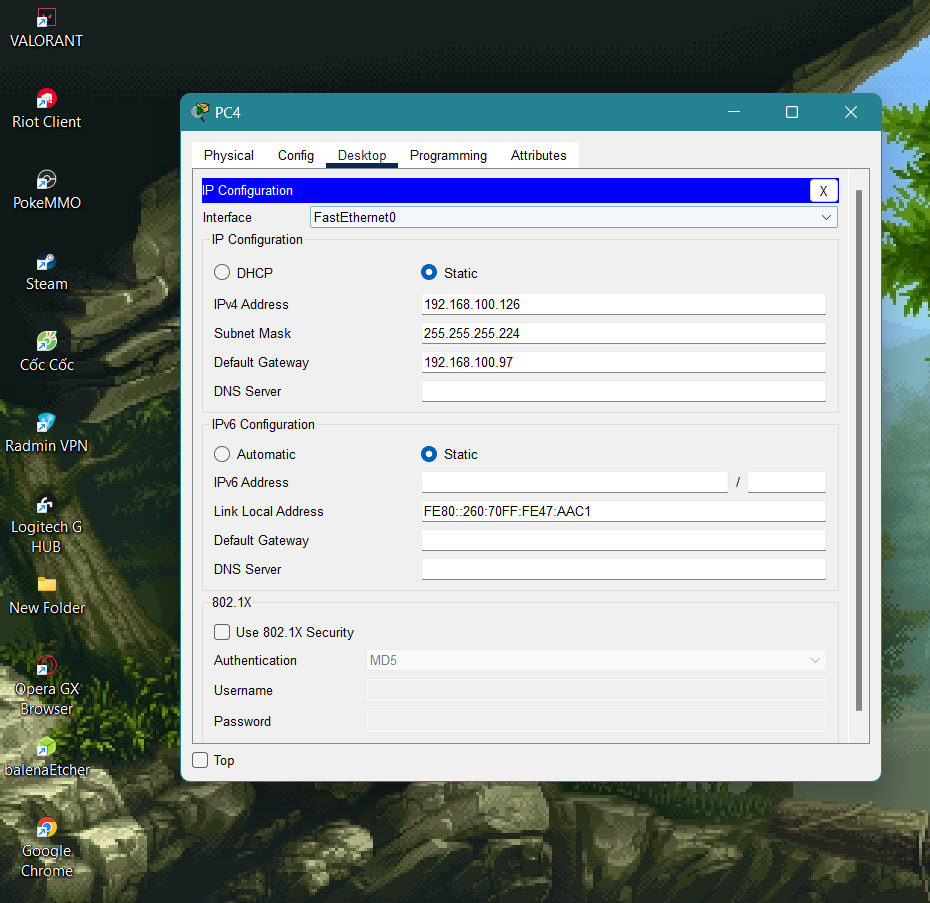 VALORANT
Riot Client
PokeMMO
Steam
Cốc Cốc
Radmin VPN
Logitech G
HUB
New Folder
Opera GX
Browser
balenaEtcher
Google
Chrome
PC4
Physical Config Desktop Programming Attributes
IP Configuration X
Interface FastEthernet0
IP Configuration
DHCP Static
IPv4 Address 192.168.100.126
Subnet Mask 255.255.255.224
Default Gateway 192.168.100.97
DNS Server
IPv6 Configuration
Automatic Static
IPv6 Address /
Link Local Address FE80::260:70FF:FE47:AAC1
Default Gateway
DNS Server
802.1X
Use 802.1X Security
Authentication MD5
Username
Password
Top